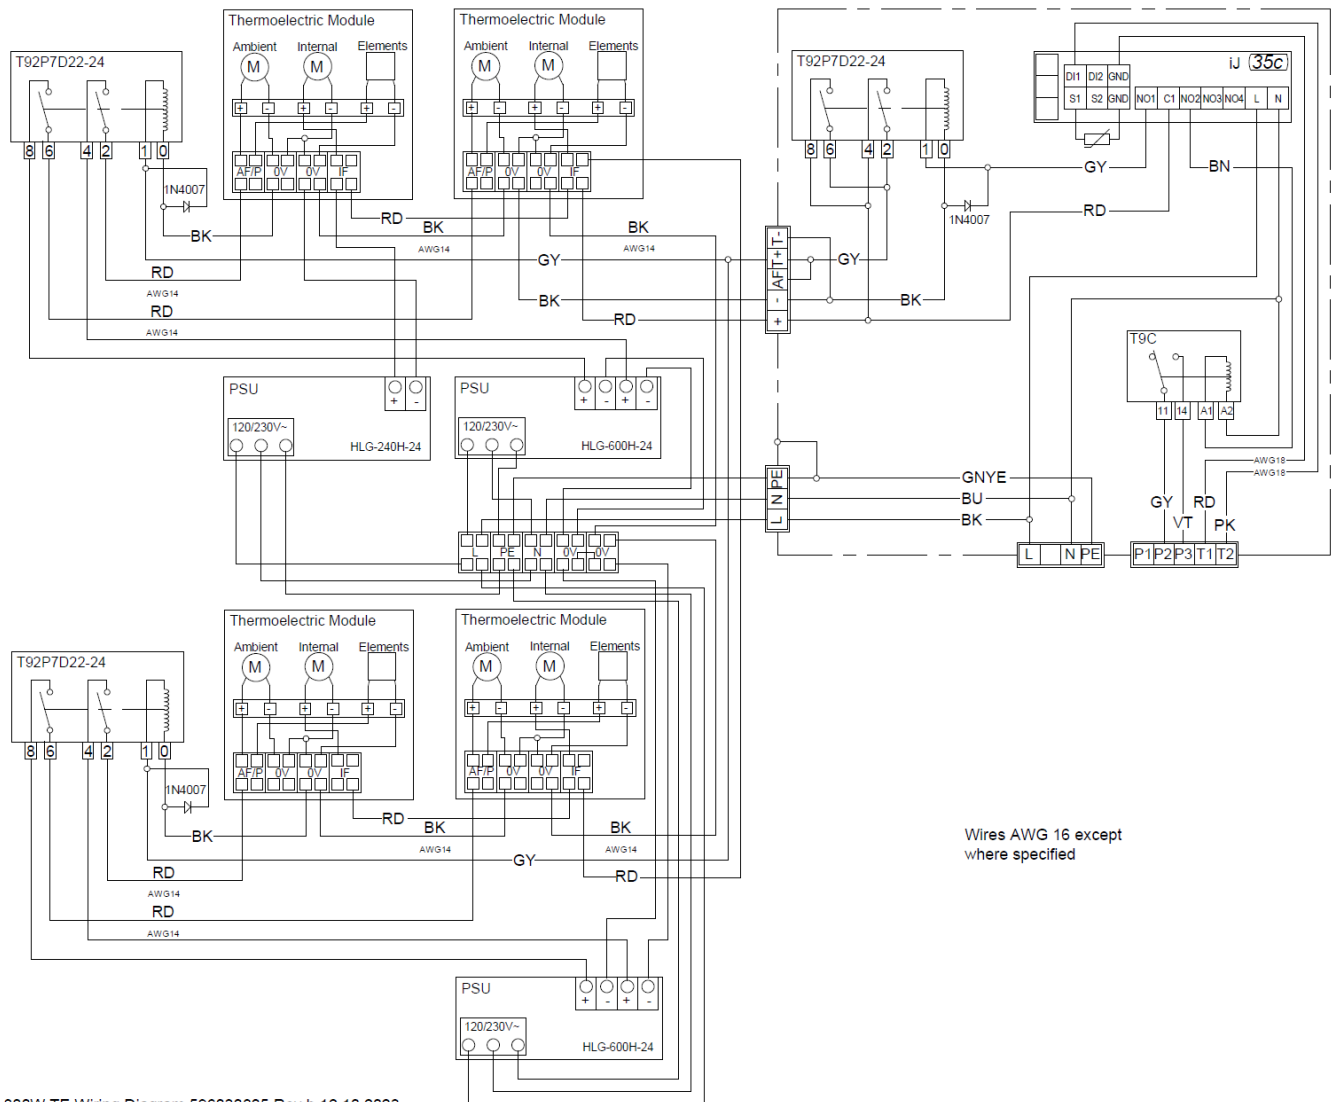 Thermoelectric Module
Ambient Internal Elements
M M
+ - + - + -
AF/P 0V 0V IF
Thermoelectric Module
Ambient Internal Elements
M M
+ - + - + -
AF/P 0V 0V IF
T92P7D22-24
8 6 4 2 1 0
1N4007
BK
RD
AWG14
RD
AWG14
RD
BK
AWG14
BK
AWG14
GY
BK
RD
T92P7D22-24
8 6 4 2 1 0
1N4007
iJ 35c
DI1 DI2 GND
S1 S2 GND NO1 C1 NO2 NO3 NO4 L N
GY
BN
RD
T-
T+
AF
-
+
GY
BK
T9C
11 14 A1 A2
AWG18
AWG18
PSU
+ -
120/230V~
HLG-240H-24
PSU
+ - + -
120/230V~
HLG-600H-24
PE
N
L
GNYE
BU
BK
GY
VT
RD
PK
L N PE
P1 P2 P3 T1 T2
L PE N 0V 0V
Thermoelectric Module
Ambient Internal Elements
M M
+ - + - + -
AF/P 0V 0V IF
Thermoelectric Module
Ambient Internal Elements
M M
+ - + - + -
AF/P 0V 0V IF
T92P7D22-24
8 6 4 2 1 0
1N4007
BK
RD
AWG14
RD
AWG14
RD
BK
AWG14
BK
AWG14
GY
RD
Wires AWG 16 except
where specified
PSU
+ - + -
120/230V~
HLG-600H-24
TE Wiring Diagram